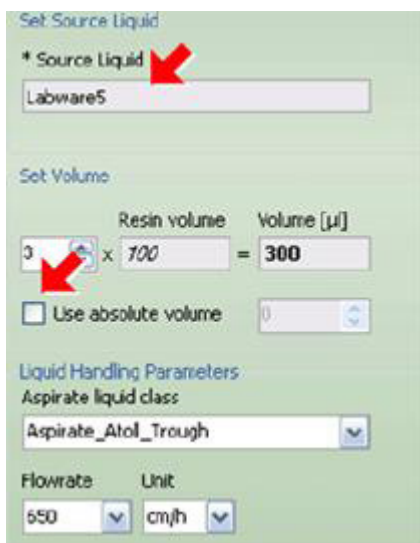 Set Source Liquid
* Source Liquid
Labware5
Set Volume
Resin volume Volume [µl]
3 x 100 = 300
Use absolute volume 0
Liquid Handling Parameters
Aspirate liquid class
Aspirate_Atoll_Trough
Flowrate Unit
650 cm/h